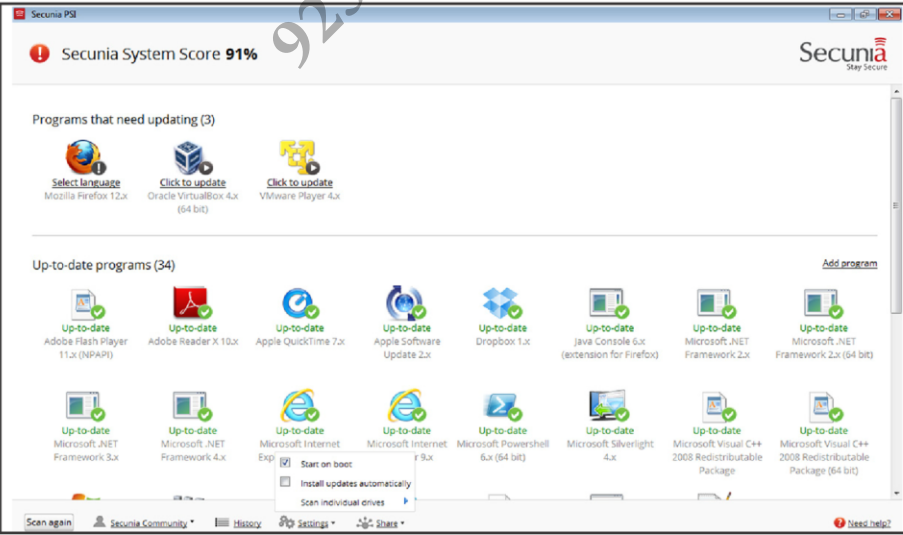 923
Secunia PSI
Secunia System Score 91%
Secunia
Stay Secure
Programs that need updating (3)
Select language
Mozilla Firefox 12.x
Click to update
Oracle VirtualBox 4.x
(64 bit)
Click to update
VMware Player 4.x
Up-to-date programs (34)
Add program
Up-to-date
Adobe Flash Player
11.x (NPAPI)
Up-to-date
Adobe Reader X 10.x
Up-to-date
Apple QuickTime 7.x
Up-to-date
Apple Software
Update 2.x
Up-to-date
Dropbox 1.x
Up-to-date
Java Console 6.x
(extension for Firefox)
Up-to-date
Microsoft .NET
Framework 2.x
Up-to-date
Microsoft .NET
Framework 2.x (64 bit)
Up-to-date
Microsoft .NET
Framework 3.x
Up-to-date
Microsoft .NET
Framework 4.x
Up-to-date
Microsoft Internet
Exp
Up-to-date
Microsoft Internet
r 9.x
Up-to-date
Microsoft Powershell
6.x (64 bit)
Up-to-date
Microsoft Silverlight
4.x
Up-to-date
Microsoft Visual C++
2008 Redistributable
Package
Up-to-date
Microsoft Visual C++
2008 Redistributable
Package (64 bit)
Start on boot
Install updates automatically
Scan individual drives
Scan again
Secunia Community
History
Settings
Share
Need help?